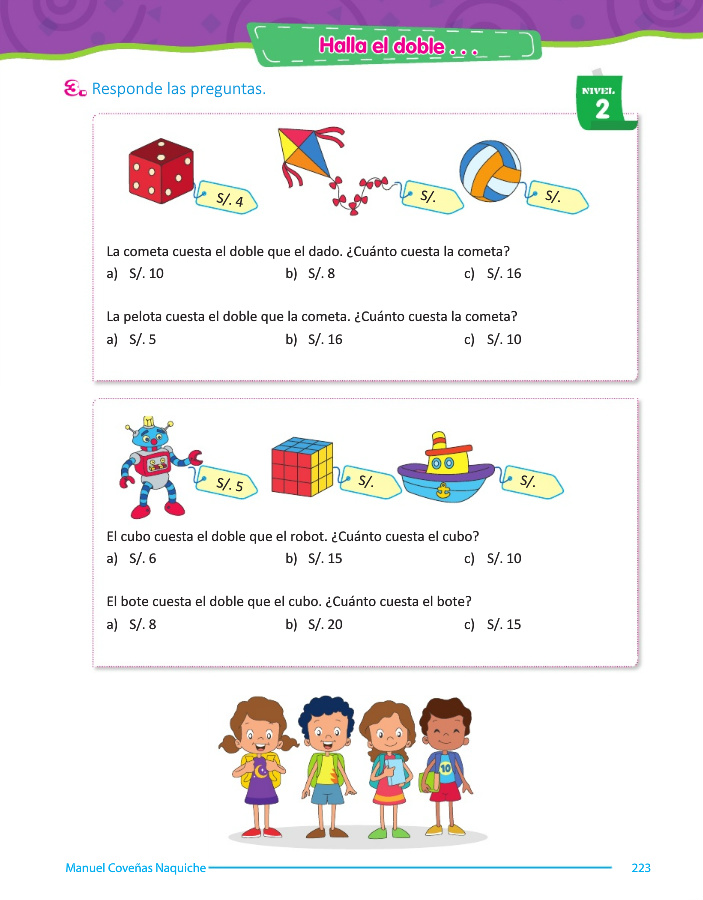 Halla el doble . . .
3. Responde las preguntas.
NIVEL
2
S/. 4
S/.
S/.
La cometa cuesta el doble que el dado. ¿Cuánto cuesta la cometa?
a) S/. 10 b) S/. 8 c) S/. 16
La pelota cuesta el doble que la cometa. ¿Cuánto cuesta la cometa?
a) S/. 5 b) S/. 16 c) S/. 10
S/. 5
S/.
S/.
El cubo cuesta el doble que el robot. ¿Cuánto cuesta el cubo?
a) S/. 6 b) S/. 15 c) S/. 10
El bote cuesta el doble que el cubo. ¿Cuánto cuesta el bote?
a) S/. 8 b) S/. 20 c) S/. 15
10
Manuel Coveñas Naquiche 223